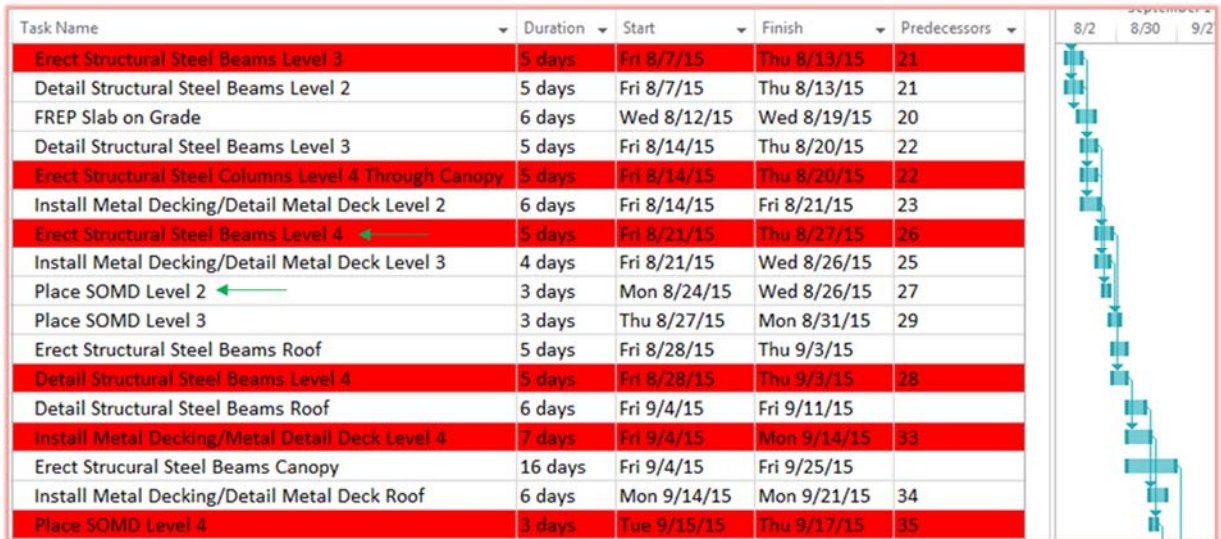 Task Name Duration Start Finish Predecessors 8/2 8/30
Erect Structural Steel Beams Level 3 5 days Fri 8/7/15 Thu 8/13/15 21
Detail Structural Steel Beams Level 2 5 days Fri 8/7/15 Thu 8/13/15 21
FREP Slab on Grade 6 days Wed 8/12/15 Wed 8/19/15 20
Detail Structural Steel Beams Level 3 5 days Fri 8/14/15 Thu 8/20/15 22
Erect Structural Steel Columns Level 4 Through Canopy 5 days Fri 8/14/15 Thu 8/20/15 22
Install Metal Decking/Detail Metal Deck Level 2 6 days Fri 8/14/15 Fri 8/21/15 23
Erect Structural Steel Beams Level 4 5 days Fri 8/21/15 Thu 8/27/15 26
Install Metal Decking/Detail Metal Deck Level 3 4 days Fri 8/21/15 Wed 8/26/15 25
Place SOMD Level 2 3 days Mon 8/24/15 Wed 8/26/15 27
Place SOMD Level 3 3 days Thu 8/27/15 Mon 8/31/15 29
Erect Structural Steel Beams Roof 5 days Fri 8/28/15 Thu 9/3/15
Detail Structural Steel Beams Level 4 5 days Fri 8/28/15 Thu 9/3/15 28
Detail Structural Steel Beams Roof 6 days Fri 9/4/15 Fri 9/11/15
Install Metal Decking/Metal Detail Deck Level 4 7 days Fri 9/4/15 Mon 9/14/15 33
Erect Strucural Steel Beams Canopy 16 days Fri 9/4/15 Fri 9/25/15
Install Metal Decking/Detail Metal Deck Roof 6 days Mon 9/14/15 Mon 9/21/15 34
Place SOMD Level 4 3 days Tue 9/15/15 Thu 9/17/15 35